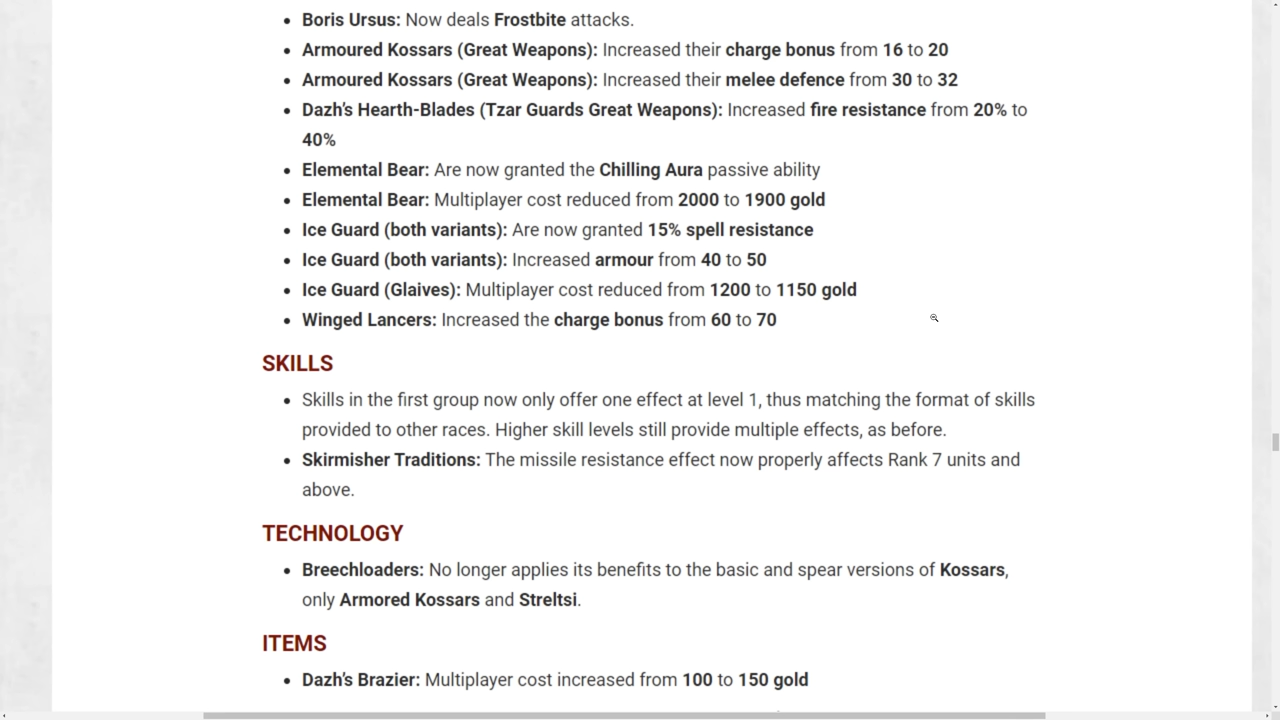 Boris Ursus: Now deals Frostbite attacks.
Armoured Kossars (Great Weapons): Increased their charge bonus from 16 to 20
Armoured Kossars (Great Weapons): Increased their melee defence from 30 to 32
Dazh’s Hearth-Blades (Tzar Guards Great Weapons): Increased fire resistance from 20% to
40%
Elemental Bear: Are now granted the Chilling Aura passive ability
Elemental Bear: Multiplayer cost reduced from 2000 to 1900 gold
Ice Guard (both variants): Are now granted 15% spell resistance
Ice Guard (both variants): Increased armour from 40 to 50
Ice Guard (Glaives): Multiplayer cost reduced from 1200 to 1150 gold
Winged Lancers: Increased the charge bonus from 60 to 70
SKILLS
Skills in the first group now only offer one effect at level 1, thus matching the format of skills
provided to other races. Higher skill levels still provide multiple effects, as before.
Skirmisher Traditions: The missile resistance effect now properly affects Rank 7 units and
above.
TECHNOLOGY
Breechloaders: No longer applies its benefits to the basic and spear versions of Kossars,
only Armored Kossars and Streltsi.
ITEMS
Dazh’s Brazier: Multiplayer cost increased from 100 to 150 gold